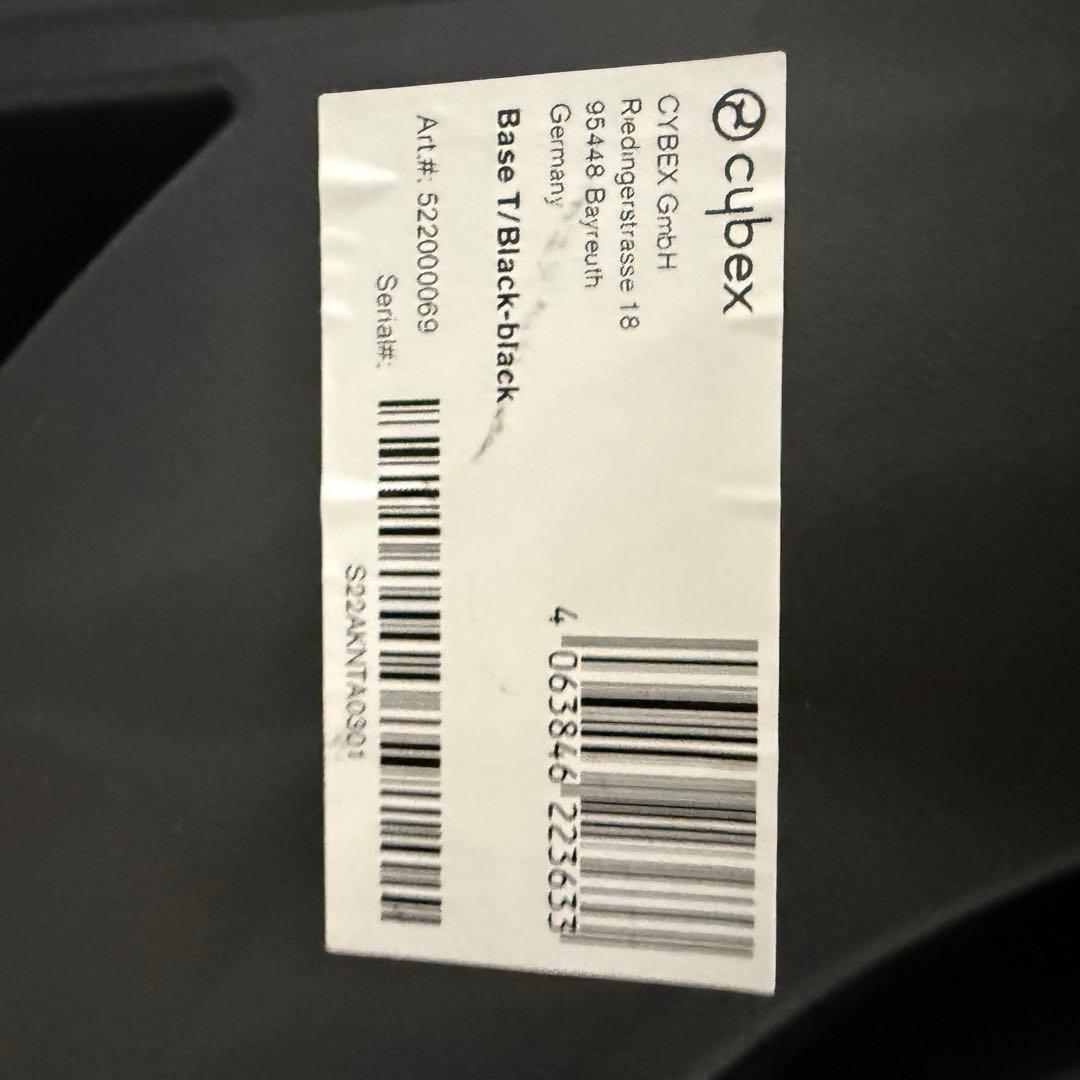 cybex
CYBEX GmbH
Riedingerstrasse 18
95448 Bayreuth
Germany
Base T/Black-black
Art.#: 522000069
Serial#:
S22AKNTA0301
4 063846 223633